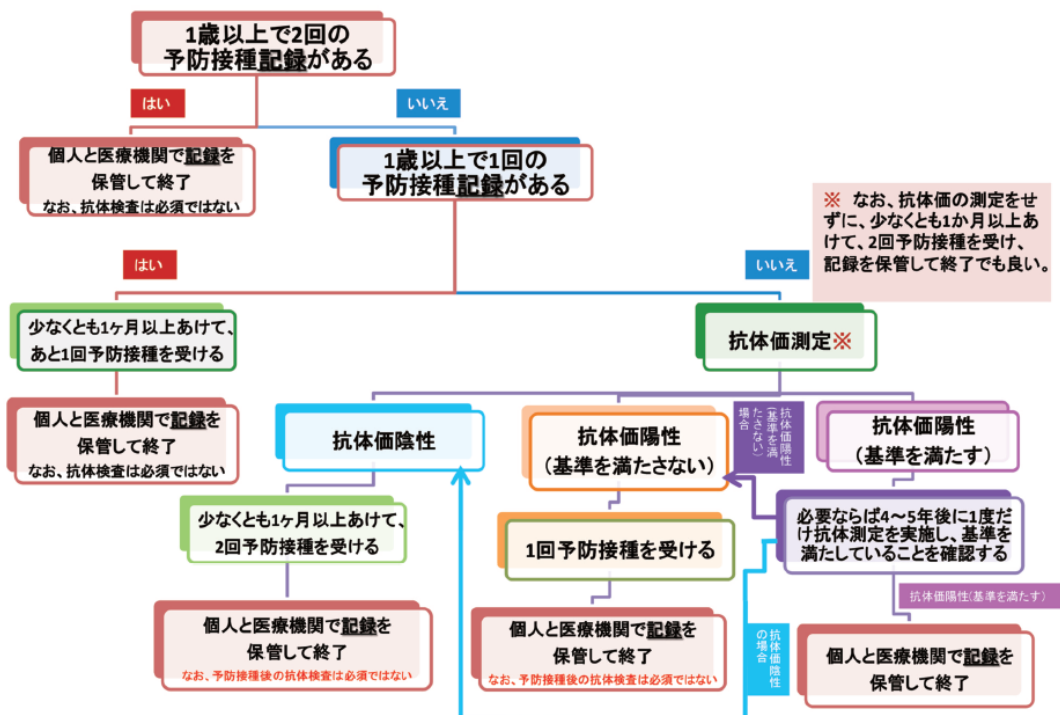 1歳以上で2回の
予防接種記録がある
はい
いいえ
個人と医療機関で記録を
保管して終了
なお、抗体検査は必須ではない
1歳以上で1回の
予防接種記録がある
※ なお、抗体価の測定をせ
ずに、少なくとも1か月以上あ
けて、2回予防接種を受け、
記録を保管して終了でも良い。
はい
いいえ
少なくとも1ヶ月以上あけて、
あと1回予防接種を受ける
抗体価測定※
個人と医療機関で記録を
保管して終了
なお、抗体検査は必須ではない
抗体価陰性
抗体価陽性
(基準を満たさない)
抗体価陽性
(基準を満
たさない)
場合
抗体価陽性
(基準を満たす)
少なくとも1ヶ月以上あけて、
2回予防接種を受ける
1回予防接種を受ける
必要ならば4〜5年後に1度だ
け抗体測定を実施し、基準を
満たしていることを確認する
抗体価陽性(基準を満たす)
個人と医療機関で記録を
保管して終了
なお、予防接種後の抗体検査は必須ではない
個人と医療機関で記録を
保管して終了
なお、予防接種後の抗体検査は必須ではない
抗体価陰性
の場合
個人と医療機関で記録を
保管して終了